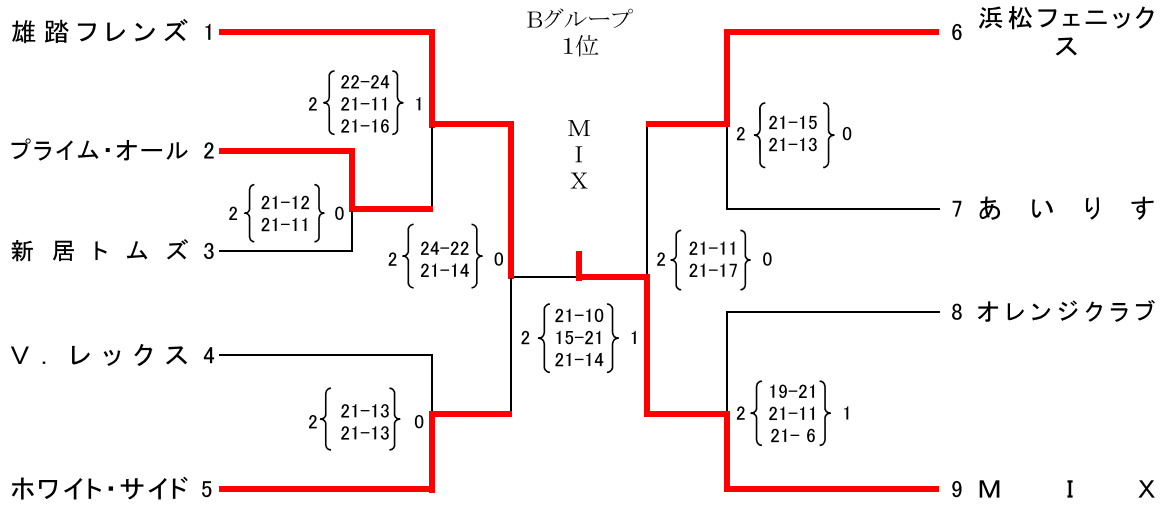 Bグループ
1位
MIX
雄踏フレンズ 1
2 22-24 1
21-11
21-16
プライム・オール 2
2 21-12 0
21-11
新居トムズ 3
2 24-22 0
21-14
V.レックス 4
2 21-13 0
21-13
ホワイト・サイド 5
2 21-10 1
15-21
21-14
6 浜松フェニックス
2 21-15 0
21-13
7 あいりす
2 21-11 0
21-17
8 オレンジクラブ
2 19-21 1
21-11
21- 6
9 MIX